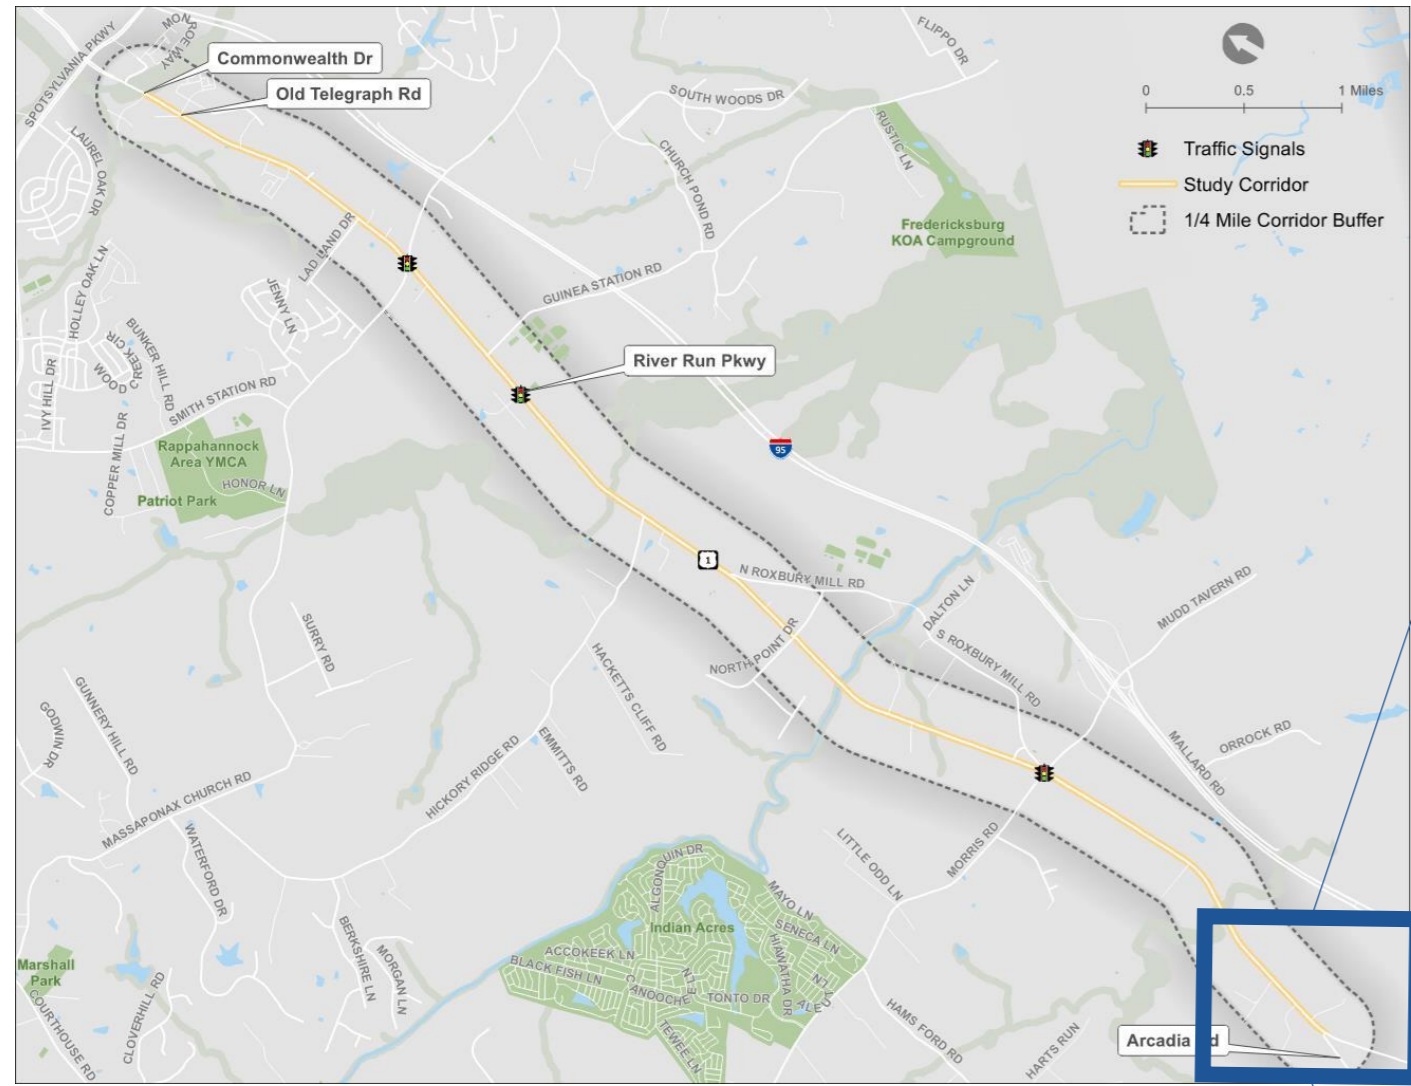 SPOTSYLVANIA PKWY
MONROE WAY
Commonwealth Dr
Old Telegraph Rd
FLIPPO DR
0 0.5 1 Miles
Traffic Signals
Study Corridor
1/4 Mile Corridor Buffer
SOUTH WOODS DR
RUSTIC LN
CHURCH POND RD
LAUREL OAK DR
Fredericksburg
KOA Campground
LAD LAND DR
GUINEA STATION RD
HOLLEY OAK LN
JENNY LN
BUNKER HILL RD
WOOD CREEK CIR
IVY HILL DR
River Run Pkwy
SMITH STATION RD
COPPER MILL DR
Rappahannock
Area YMCA
HONOR LN
Patriot Park
95
1
N ROXBURY MILL RD
DALTON LN
MUDD TAVERN RD
S ROXBURY MILL RD
NORTH POINT DR
SURRY RD
HACKETTS CLIFF RD
GUNNERY HILL RD
GODWIN DR
EMMITTS RD
HICKORY RIDGE RD
MASSAPONAX CHURCH RD
MALLARD RD
ORROCK RD
WATERFORD DR
LITTLE ODD LN
MORRIS RD
ALGONQUIN DR
MAYO LN
SENECA LN
Indian Acres
HIAWATHA DR
ACCOKEEK LN
BLACK FISH LN
CANOOCHE
TONTO DR
TEWEE LN
BERKSHIRE LN
MORGAN LN
Marshall
Park
COURTHOUSE RD
CLOVERHILL RD
HAMS FORD RD
HARTS RUN
Arcadia